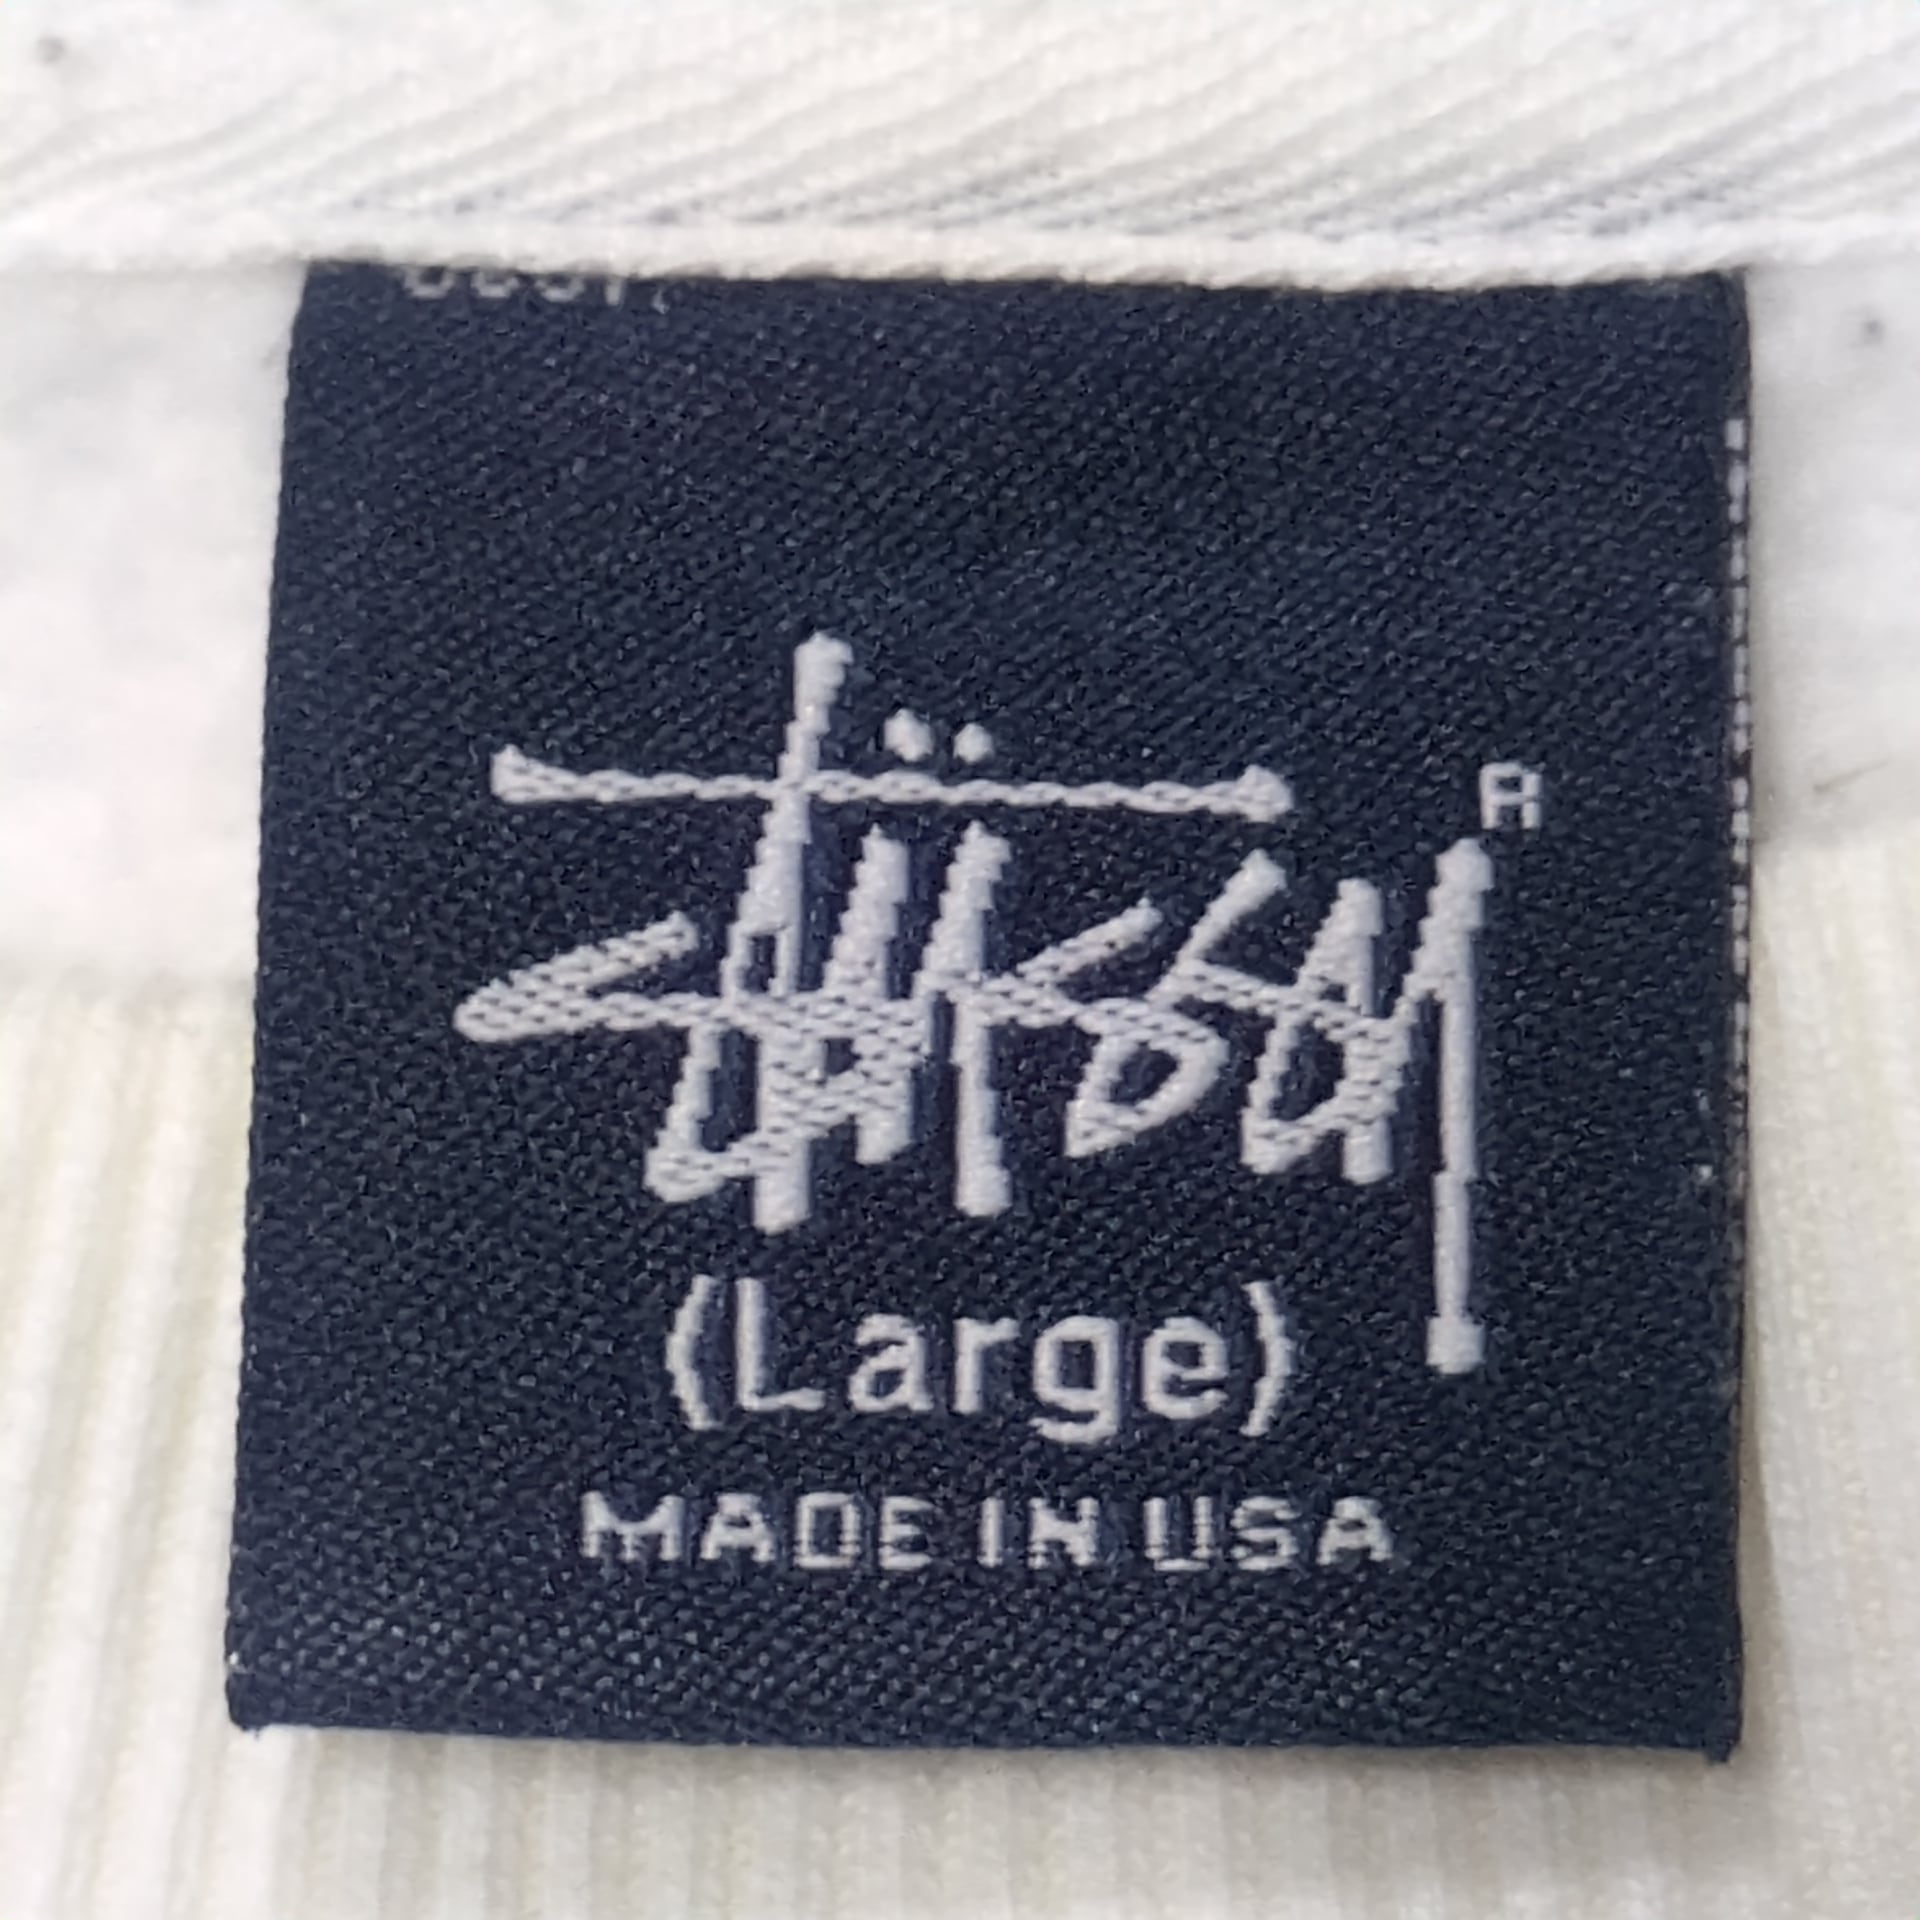 Stüssy R
(Large)
MADE IN USA